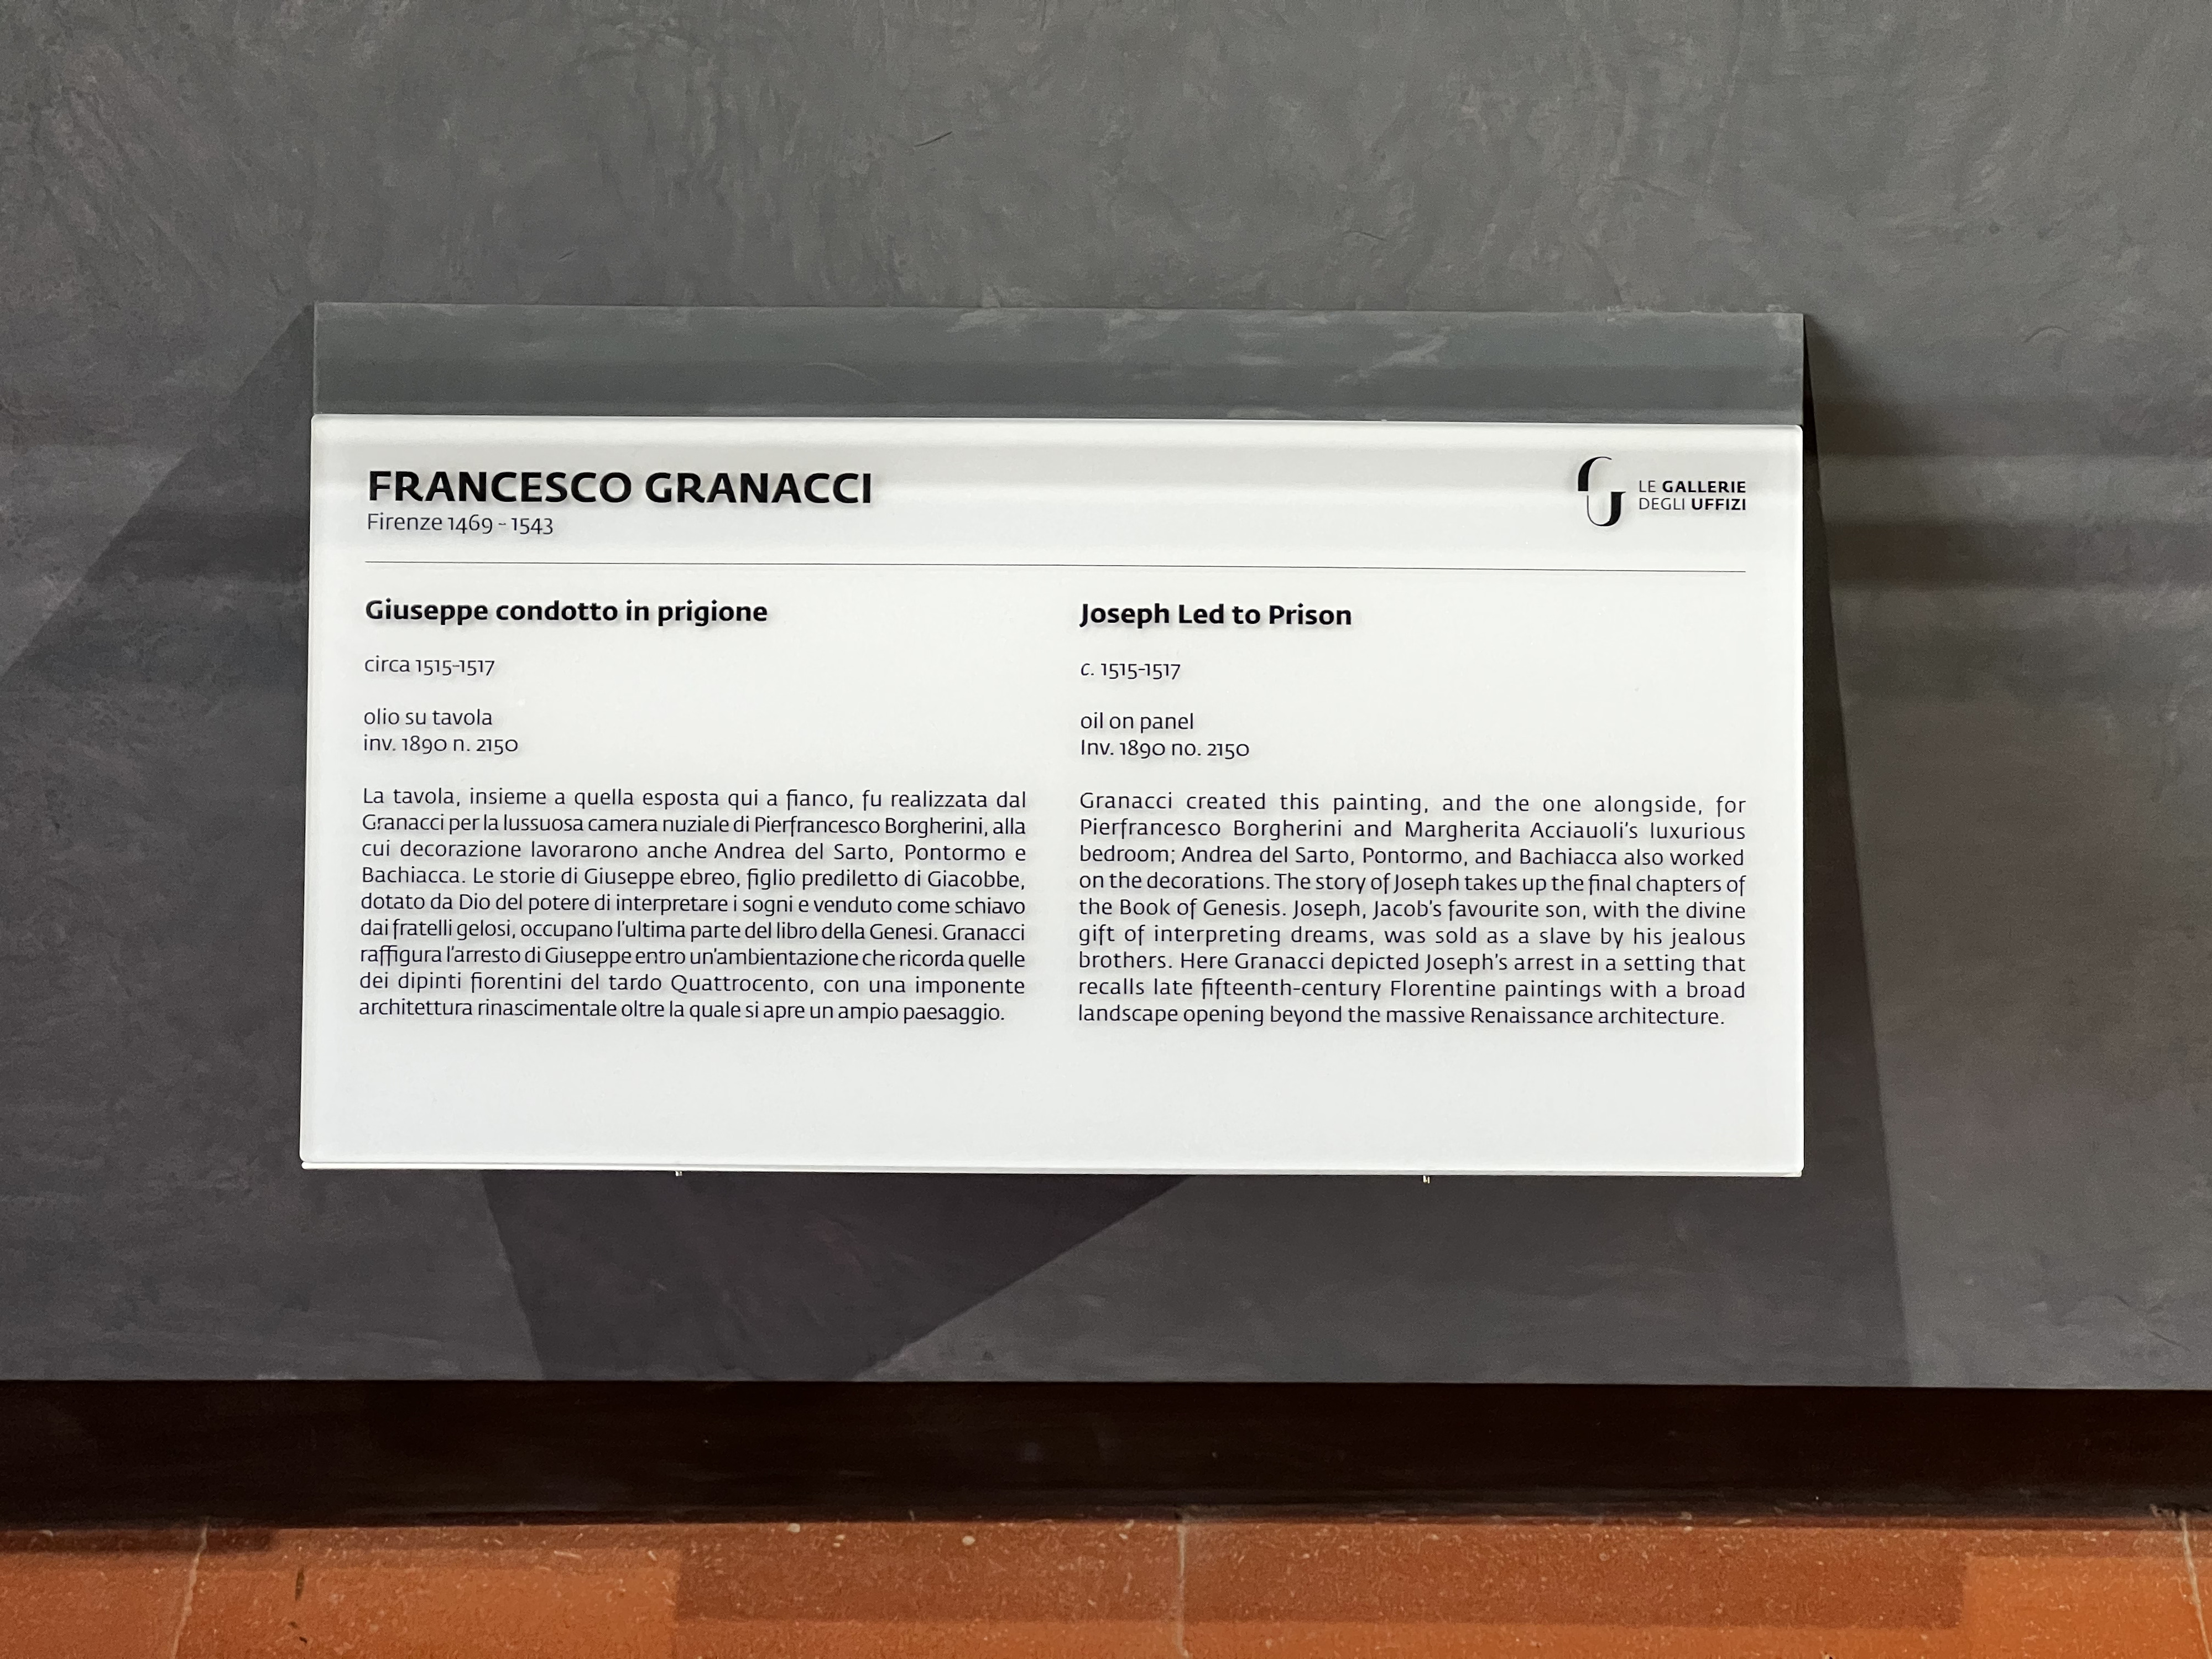 FRANCESCO GRANACCI
Firenze 1469 - 1543
LE GALLERIE
DEGLI UFFIZI
Giuseppe condotto in prigione
circa 1515-1517
olio su tavola
inv. 1890 n. 2150
La tavola, insieme a quella esposta qui a fianco, fu realizzata dal
Granacci per la lussuosa camera nuziale di Pierfrancesco Borgherini, alla
cui decorazione lavorarono anche Andrea del Sarto, Pontormo e
Bachiacca. Le storie di Giuseppe ebreo, figlio prediletto di Giacobbe,
dotato da Dio del potere di interpretare i sogni e venduto come schiavo
dai fratelli gelosi, occupano l'ultima parte del libro della Genesi. Granacci
raffigura l'arresto di Giuseppe entro un'ambientazione che ricorda quelle
dei dipinti fiorentini del tardo Quattrocento, con una imponente
architettura rinascimentale oltre la quale si apre un ampio paesaggio.
Joseph Led to Prison
c. 1515-1517
oil on panel
Inv. 1890 no. 2150
Granacci created this painting, and the one alongside, for
Pierfrancesco Borgherini and Margherita Acciauoli's luxurious
bedroom; Andrea del Sarto, Pontormo, and Bachiacca also worked
on the decorations. The story of Joseph takes up the final chapters of
the Book of Genesis. Joseph, Jacob's favourite son, with the divine
gift of interpreting dreams, was sold as a slave by his jealous
brothers. Here Granacci depicted Joseph's arrest in a setting that
recalls late fifteenth-century Florentine paintings with a broad
landscape opening beyond the massive Renaissance architecture.